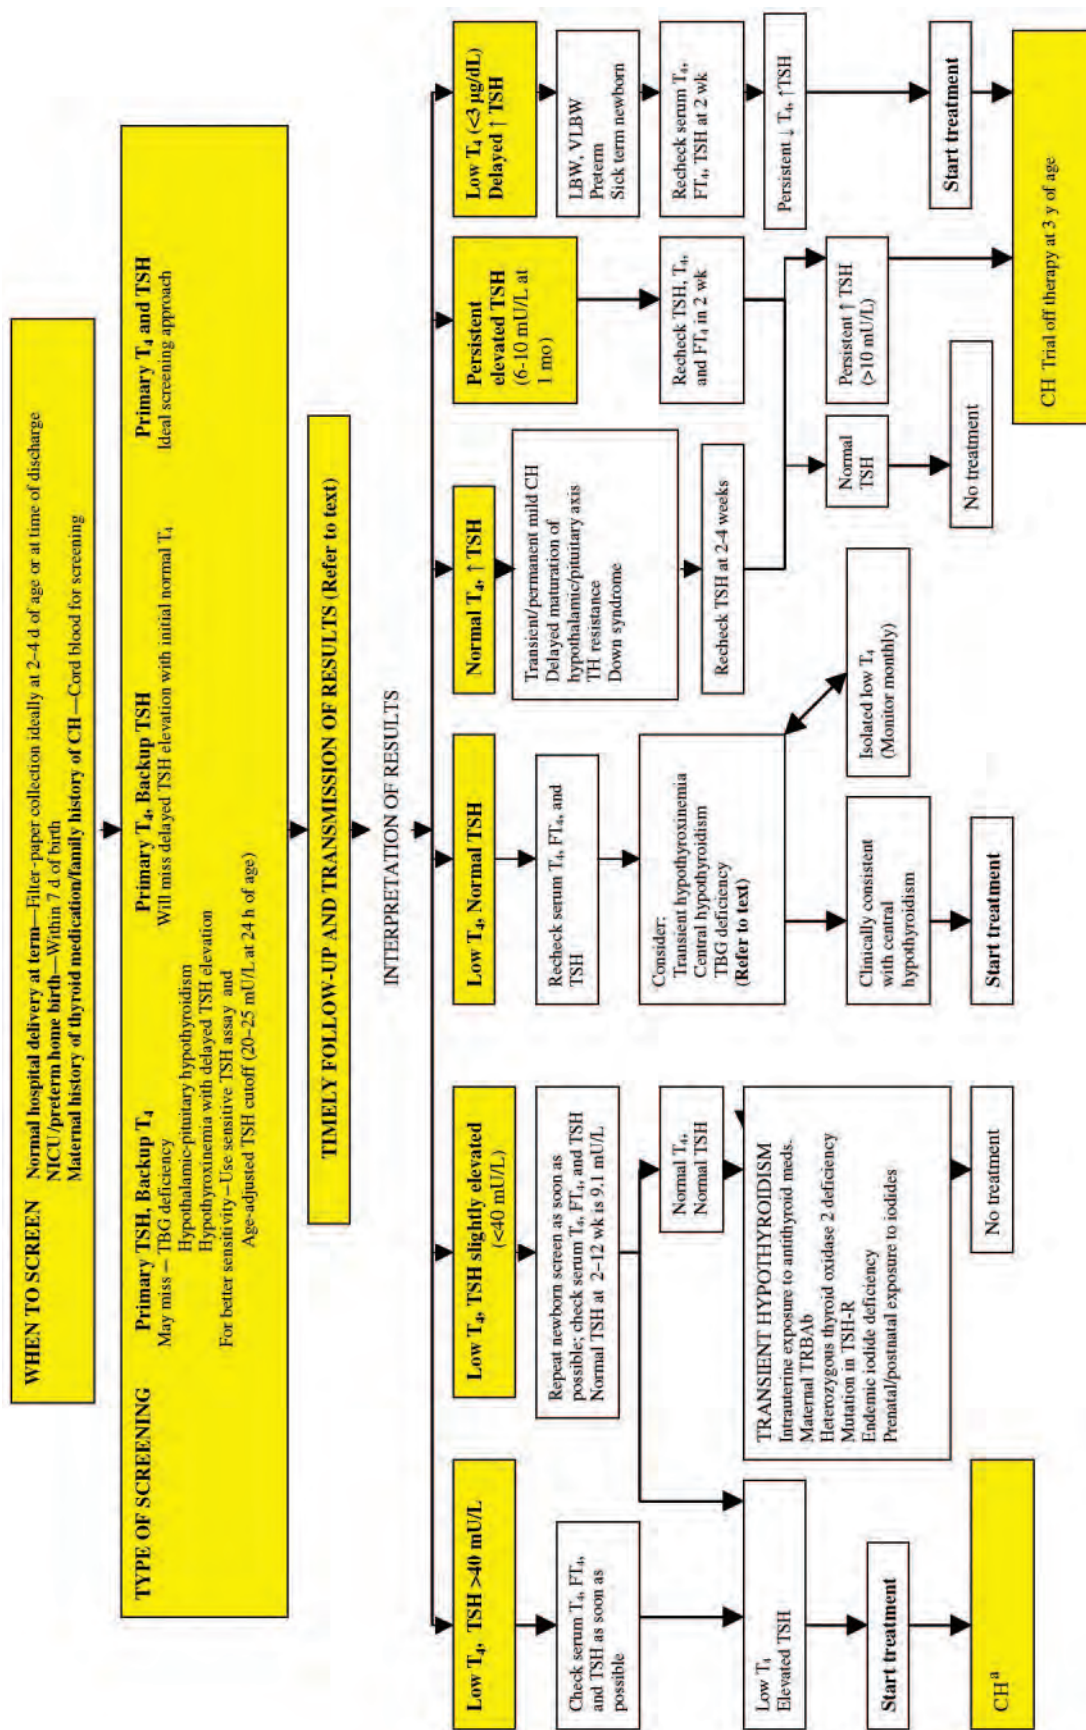 WHEN TO SCREEN Normal hospital delivery at term—Filter-paper collection ideally at 2–4 d of age or at time of discharge
NICU/preterm home birth—Within 7 d of birth
Maternal history of thyroid medication/family history of CH—Cord blood for screening
TYPE OF SCREENING
Primary TSH, Backup T4
May miss – TBG deficiency
Hypothalamic-pituitary hypothyroidism
Hypothyroxinemia with delayed TSH elevation
For better sensitivity—Use sensitive TSH assay and
Age-adjusted TSH cutoff (20–25 mU/L at 24 h of age)
Primary T4, Backup TSH
Will miss delayed TSH elevation with initial normal T4
Primary T4 and TSH
Ideal screening approach
TIMELY FOLLOW-UP AND TRANSMISSION OF RESULTS (Refer to text)
INTERPRETATION OF RESULTS
Low T4, TSH >40 mU/L
Check serum T4, FT4,
and TSH as soon as
possible
Low T4
Elevated TSH
Start treatment
CHa
Low T4, TSH slightly elevated
(<40 mU/L)
Repeat newborn screen as soon as
possible; check serum T4, FT4, and TSH
Normal TSH at 2–12 wk is 9.1 mU/L
Normal T4,
Normal TSH
TRANSIENT HYPOTHYROIDISM
Intrauterine exposure to antithyroid meds.
Maternal TRBAb
Heterozygous thyroid oxidase 2 deficiency
Mutation in TSH-R
Endemic iodide deficiency
Prenatal/postnatal exposure to iodides
No treatment
Low T4, Normal TSH
Recheck serum T4, FT4, and
TSH
Consider:
Transient hypothyroxinemia
Central hypothyroidism
TBG deficiency
(Refer to text)
Clinically consistent
with central
hypothyroidism
Start treatment
Isolated low T4
(Monitor monthly)
Normal T4, ↑ TSH
Transient/permanent mild CH
Delayed maturation of
hypothalamic/pituitary axis
TH resistance
Down syndrome
Recheck TSH at 2-4 weeks
Normal
TSH
No treatment
Persistent
elevated TSH
(6-10 mU/L at
1 mo)
Recheck TSH, T4,
and FT4 in 2 wk
Persistent ↑ TSH
(>10 mU/L)
Low T4 (<3 µg/dL)
Delayed ↑ TSH
LBW, VLBW
Preterm
Sick term newborn
Recheck serum T4,
FT4, TSH at 2 wk
Persistent ↓ T4, ↑TSH
Start treatment
CH Trial off therapy at 3 y of age